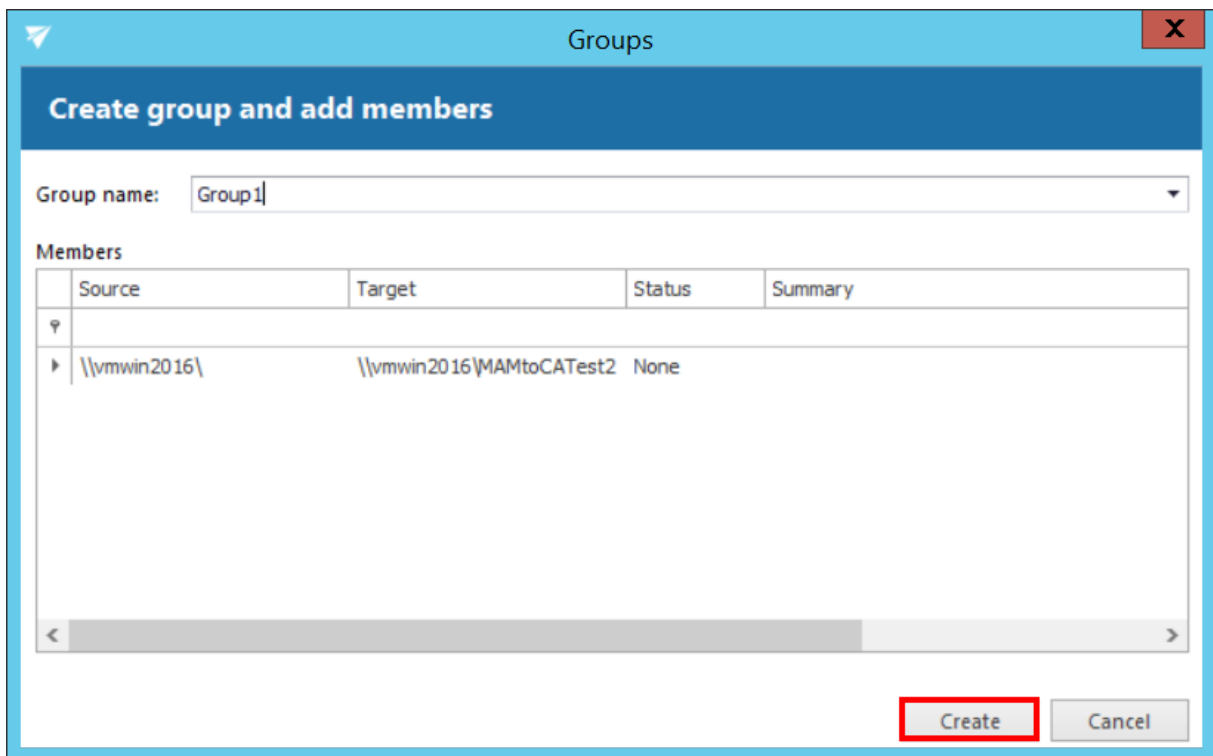 Groups
X
Create group and add members
Group name: Group1
Members
Source Target Status Summary
\\vmwin2016\ \\vmwin2016\MAMtoCATest2 None
Create Cancel